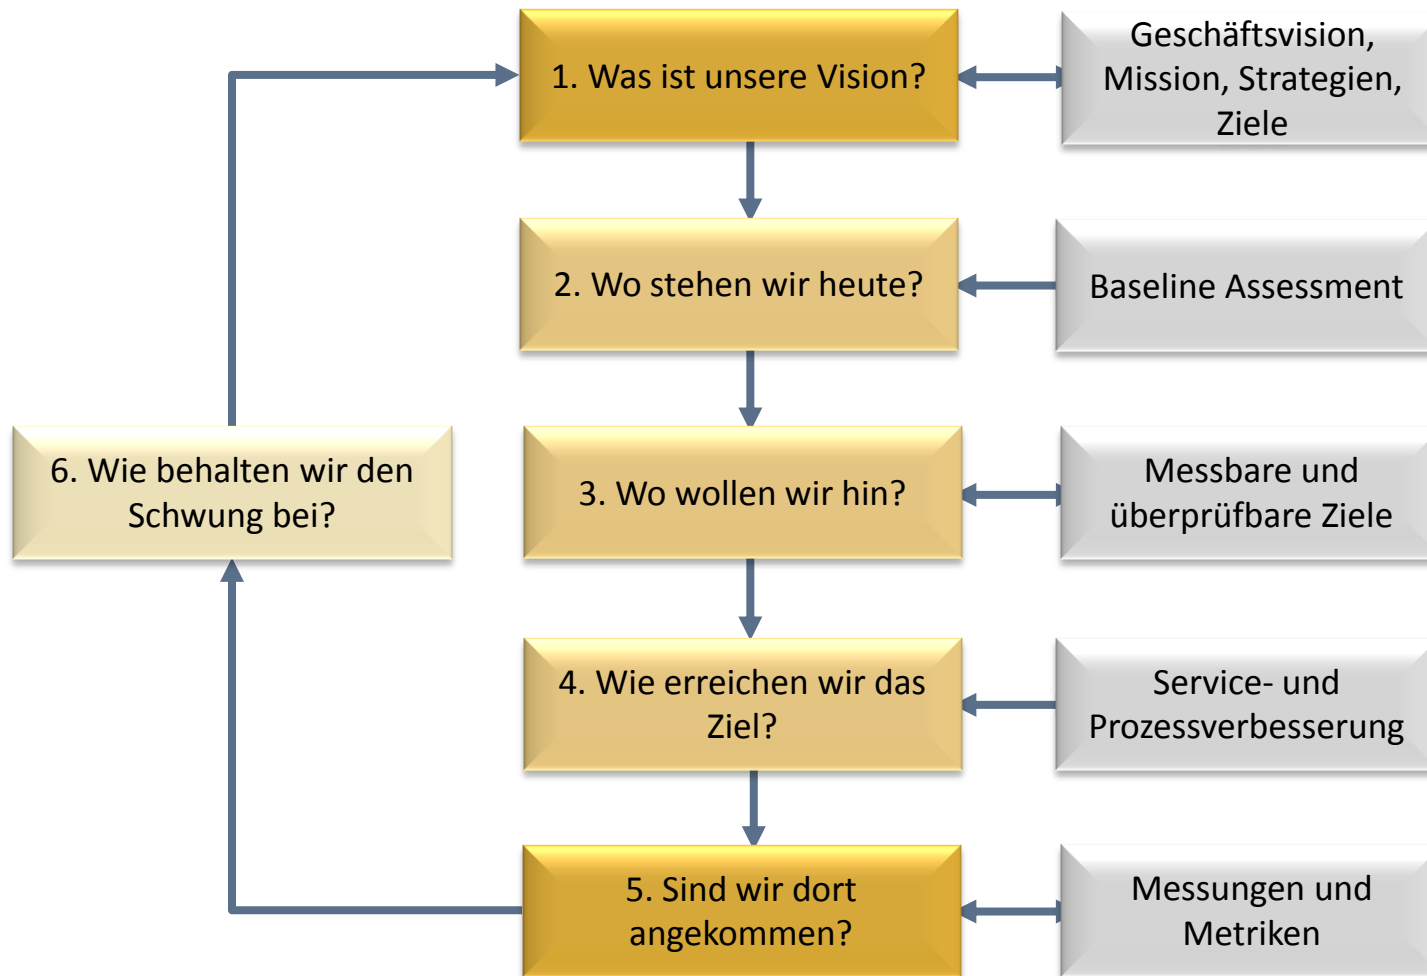 1. Was ist unsere Vision?
Geschäftsvision,
Mission, Strategien,
Ziele
2. Wo stehen wir heute?
Baseline Assessment
6. Wie behalten wir den
Schwung bei?
3. Wo wollen wir hin?
Messbare und
überprüfbare Ziele
4. Wie erreichen wir das
Ziel?
Service- und
Prozessverbesserung
5. Sind wir dort
angekommen?
Messungen und
Metriken